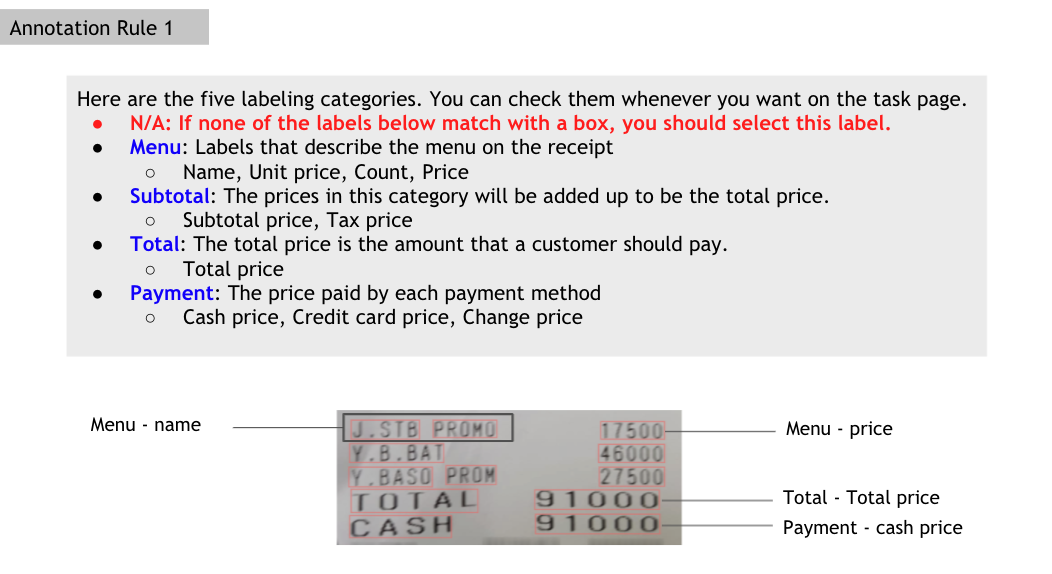 Annotation Rule 1
Here are the five labeling categories. You can check them whenever you want on the task page.
● N/A: If none of the labels below match with a box, you should select this label.
● Menu: Labels that describe the menu on the receipt
○ Name, Unit price, Count, Price
● Subtotal: The prices in this category will be added up to be the total price.
○ Subtotal price, Tax price
● Total: The total price is the amount that a customer should pay.
○ Total price
● Payment: The price paid by each payment method
○ Cash price, Credit card price, Change price
Menu - name
J.STB PROMO 17500
Menu - price
Y.B.BAT 46000
Y.BASO PROM 27500
TOTAL 91000
Total - Total price
CASH 91000
Payment - cash price